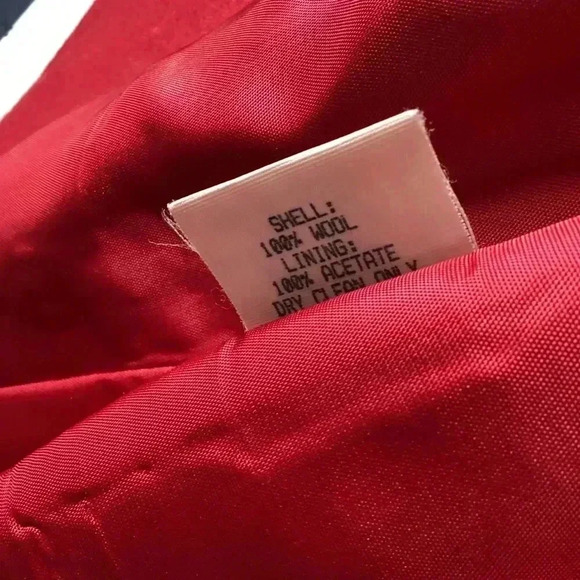 SHELL:
100% WOOL
LINING:
100% ACETATE
DRY CLEAN ONLY